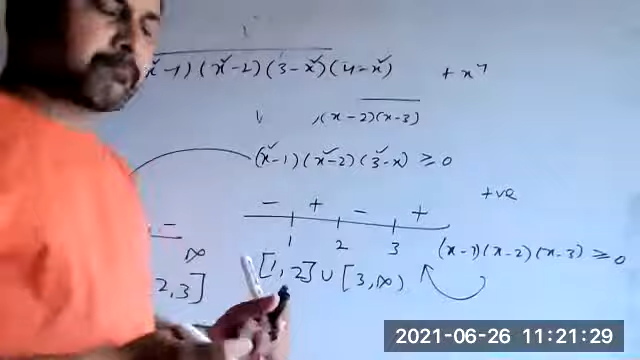 x-1) (x-2) (3-x) (4-x) + x⁴
(x-2)(x-3)
(x-1) (x-2) (3-x) ≥ 0
+ve
- + - +
1 2 3
(x-1)(x-2)(x-3) ≥ 0
-
∞
2,3]
[1,2] ∪ [3,∞)
2021-06-26 11:21:29